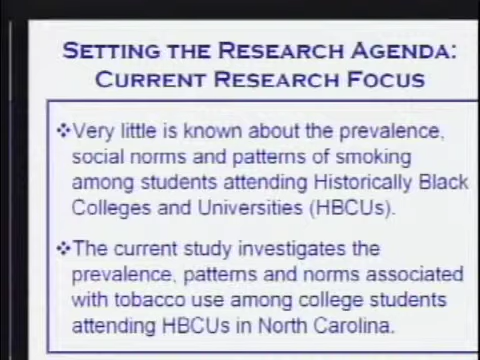 SETTING THE RESEARCH AGENDA:
CURRENT RESEARCH FOCUS
❖Very little is known about the prevalence,
social norms and patterns of smoking
among students attending Historically Black
Colleges and Universities (HBCUs).
❖The current study investigates the
prevalence, patterns and norms associated
with tobacco use among college students
attending HBCUs in North Carolina.